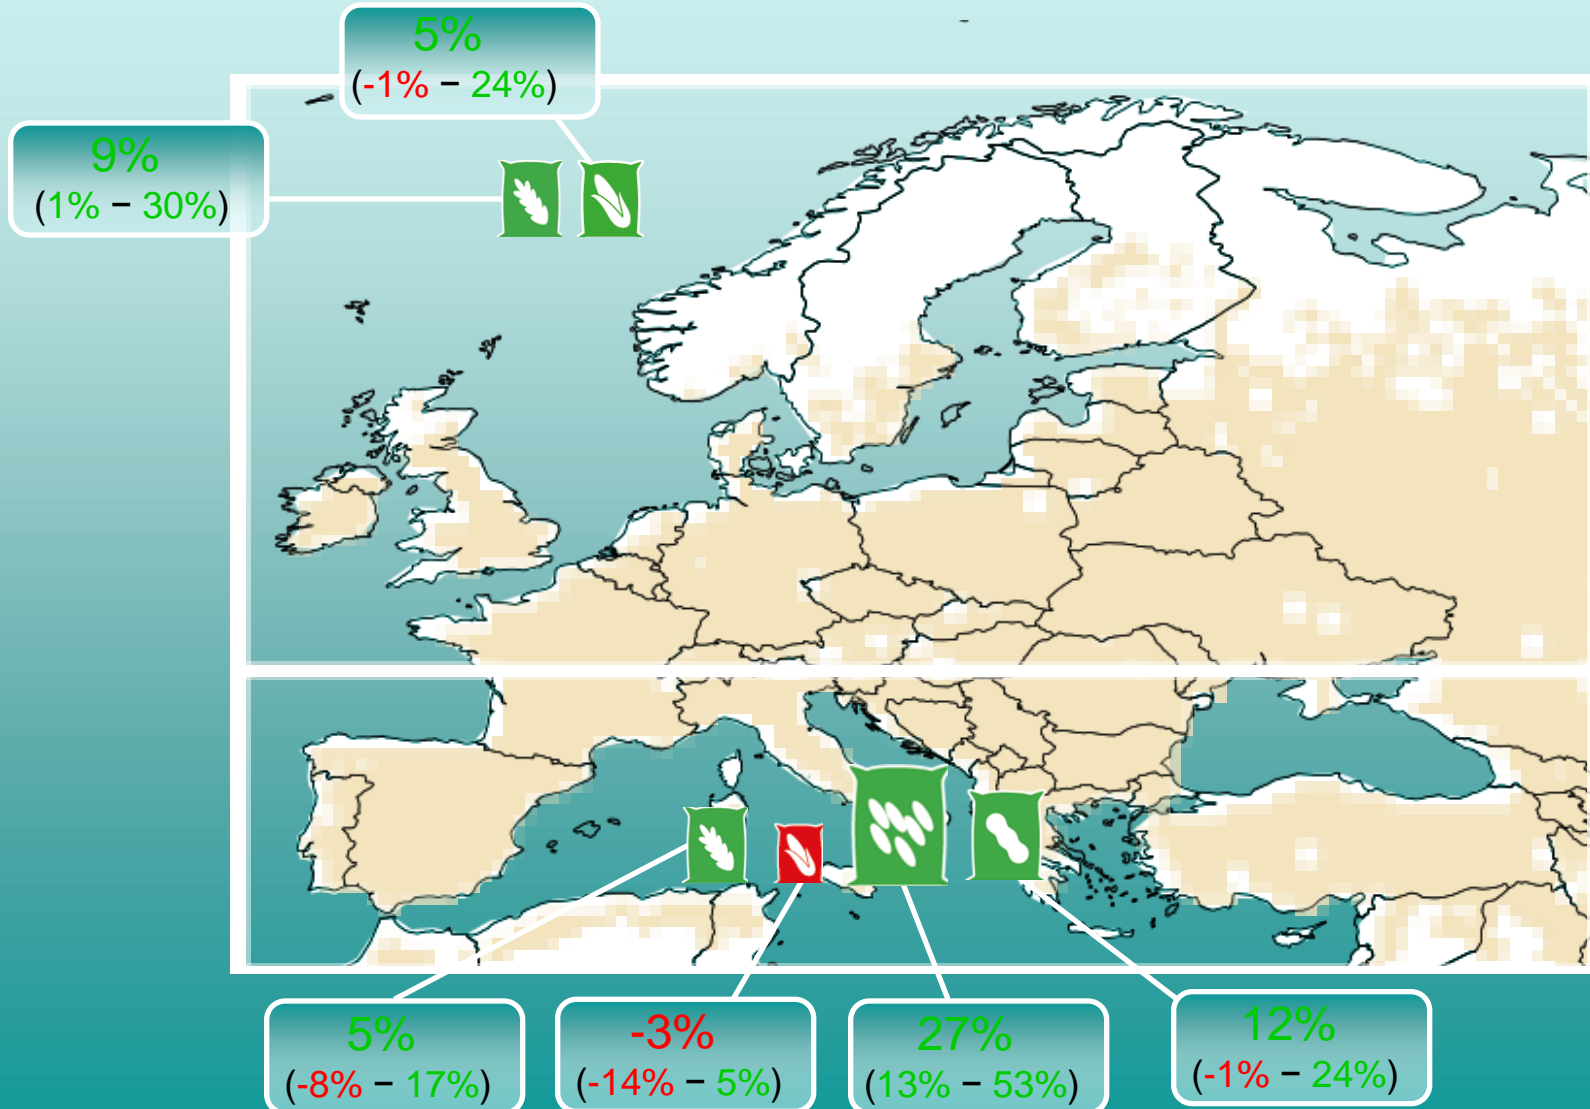 5%
(-1% – 24%)
9%
(1% – 30%)
5%
(-8% – 17%)
-3%
(-14% – 5%)
27%
(13% – 53%)
12%
(-1% – 24%)